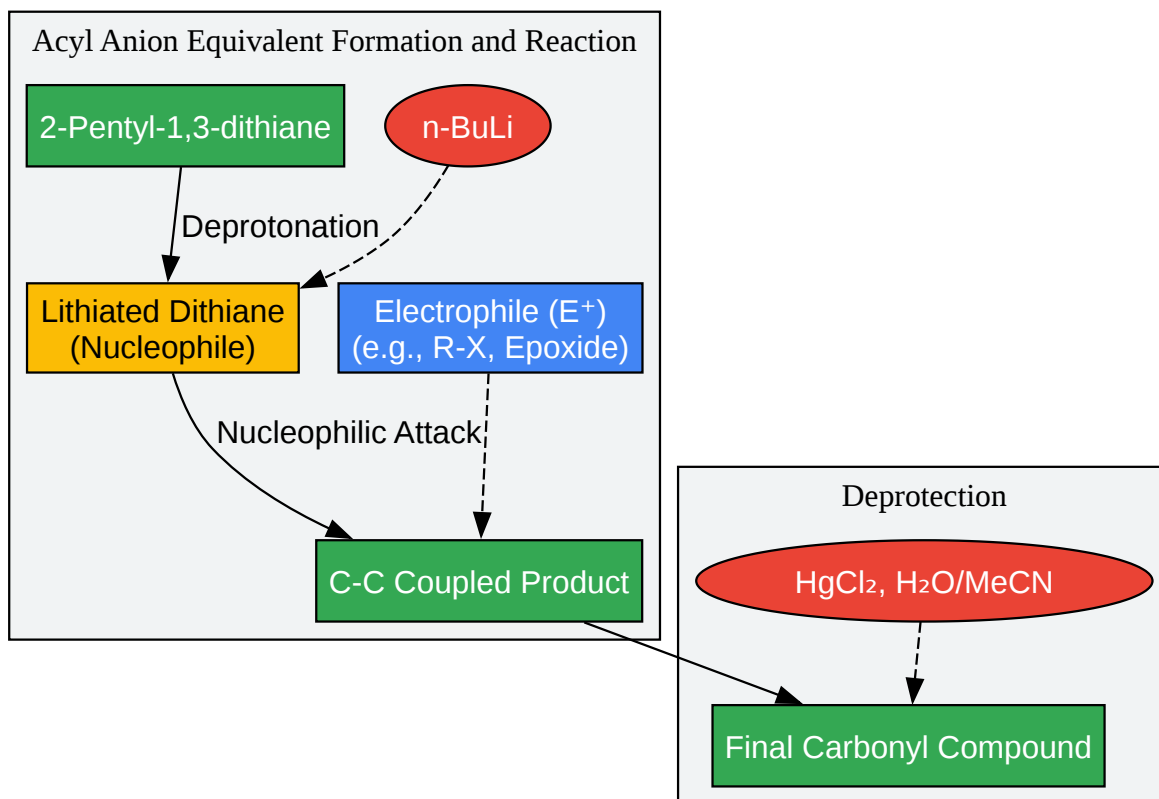 Acyl Anion Equivalent Formation and Reaction
2-Pentyl-1,3-dithiane
n-BuLi
Deprotonation
Lithiated Dithiane
(Nucleophile)
Electrophile (E⁺)
(e.g., R-X, Epoxide)
Nucleophilic Attack
C-C Coupled Product
Deprotection
HgCl₂, H₂O/MeCN
Final Carbonyl Compound